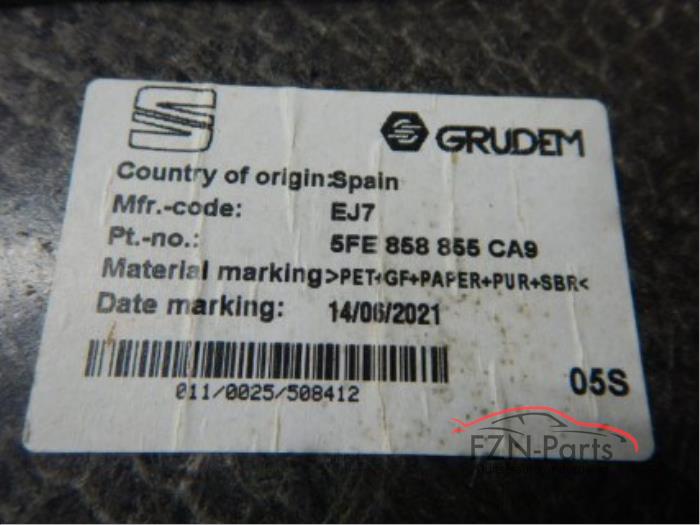 GRUDEM
Country of origin:Spain
Mfr.-code: EJ7
Pt.-no.: 5FE 858 855 CA9
Material marking>PET+GF+PAPER+PUR+SBR<
Date marking: 14/06/2021
011/0025/508412
05S
FZN-Parts